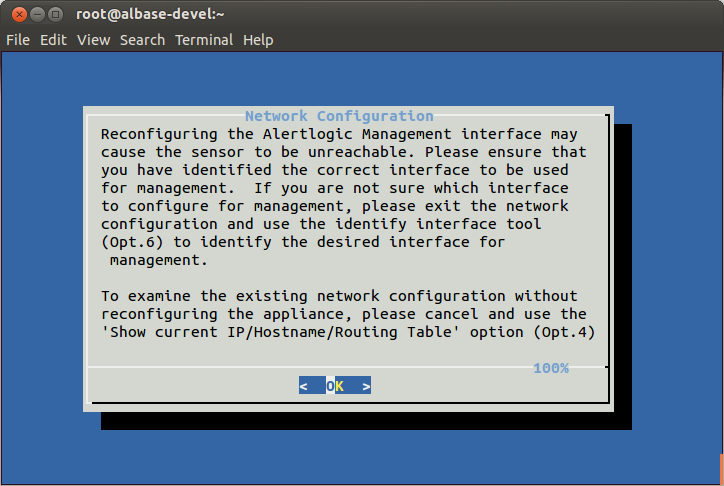 root@albase-devel:~
File Edit View Search Terminal Help
Network Configuration
Reconfiguring the Alertlogic Management interface may
cause the sensor to be unreachable. Please ensure that
you have identified the correct interface to be used
for management.  If you are not sure which interface
to configure for management, please exit the network
configuration and use the identify interface tool
(Opt.6) to identify the desired interface for
management.
To examine the existing network configuration without
reconfiguring the appliance, please cancel and use the
'Show current IP/Hostname/Routing Table' option (Opt.4)
100%
<  OK  >